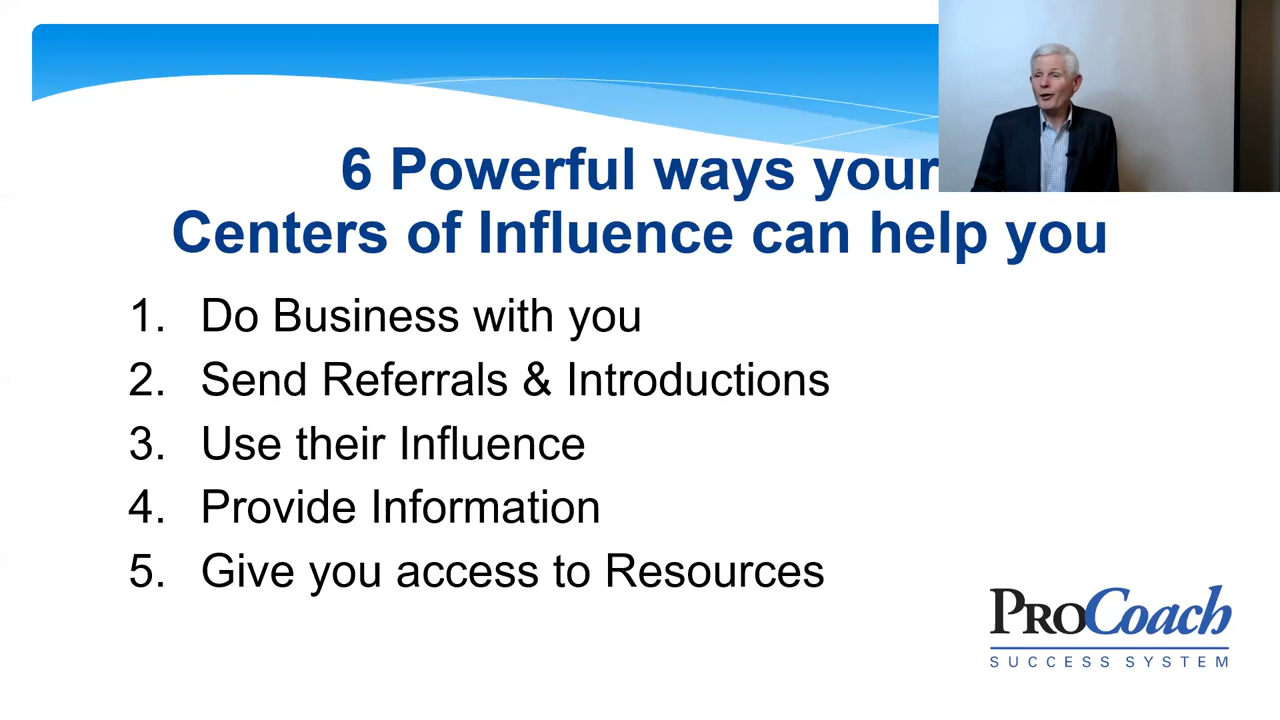 6 Powerful ways your
Centers of Influence can help you
1. Do Business with you
2. Send Referrals & Introductions
3. Use their Influence
4. Provide Information
5. Give you access to Resources
PROCoach
SUCCESS SYSTEM